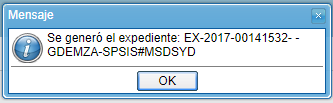 Mensaje
Se generó el expediente: EX-2017-00141532- -
GDEMZA-SPSIS#MSDSYD
OK